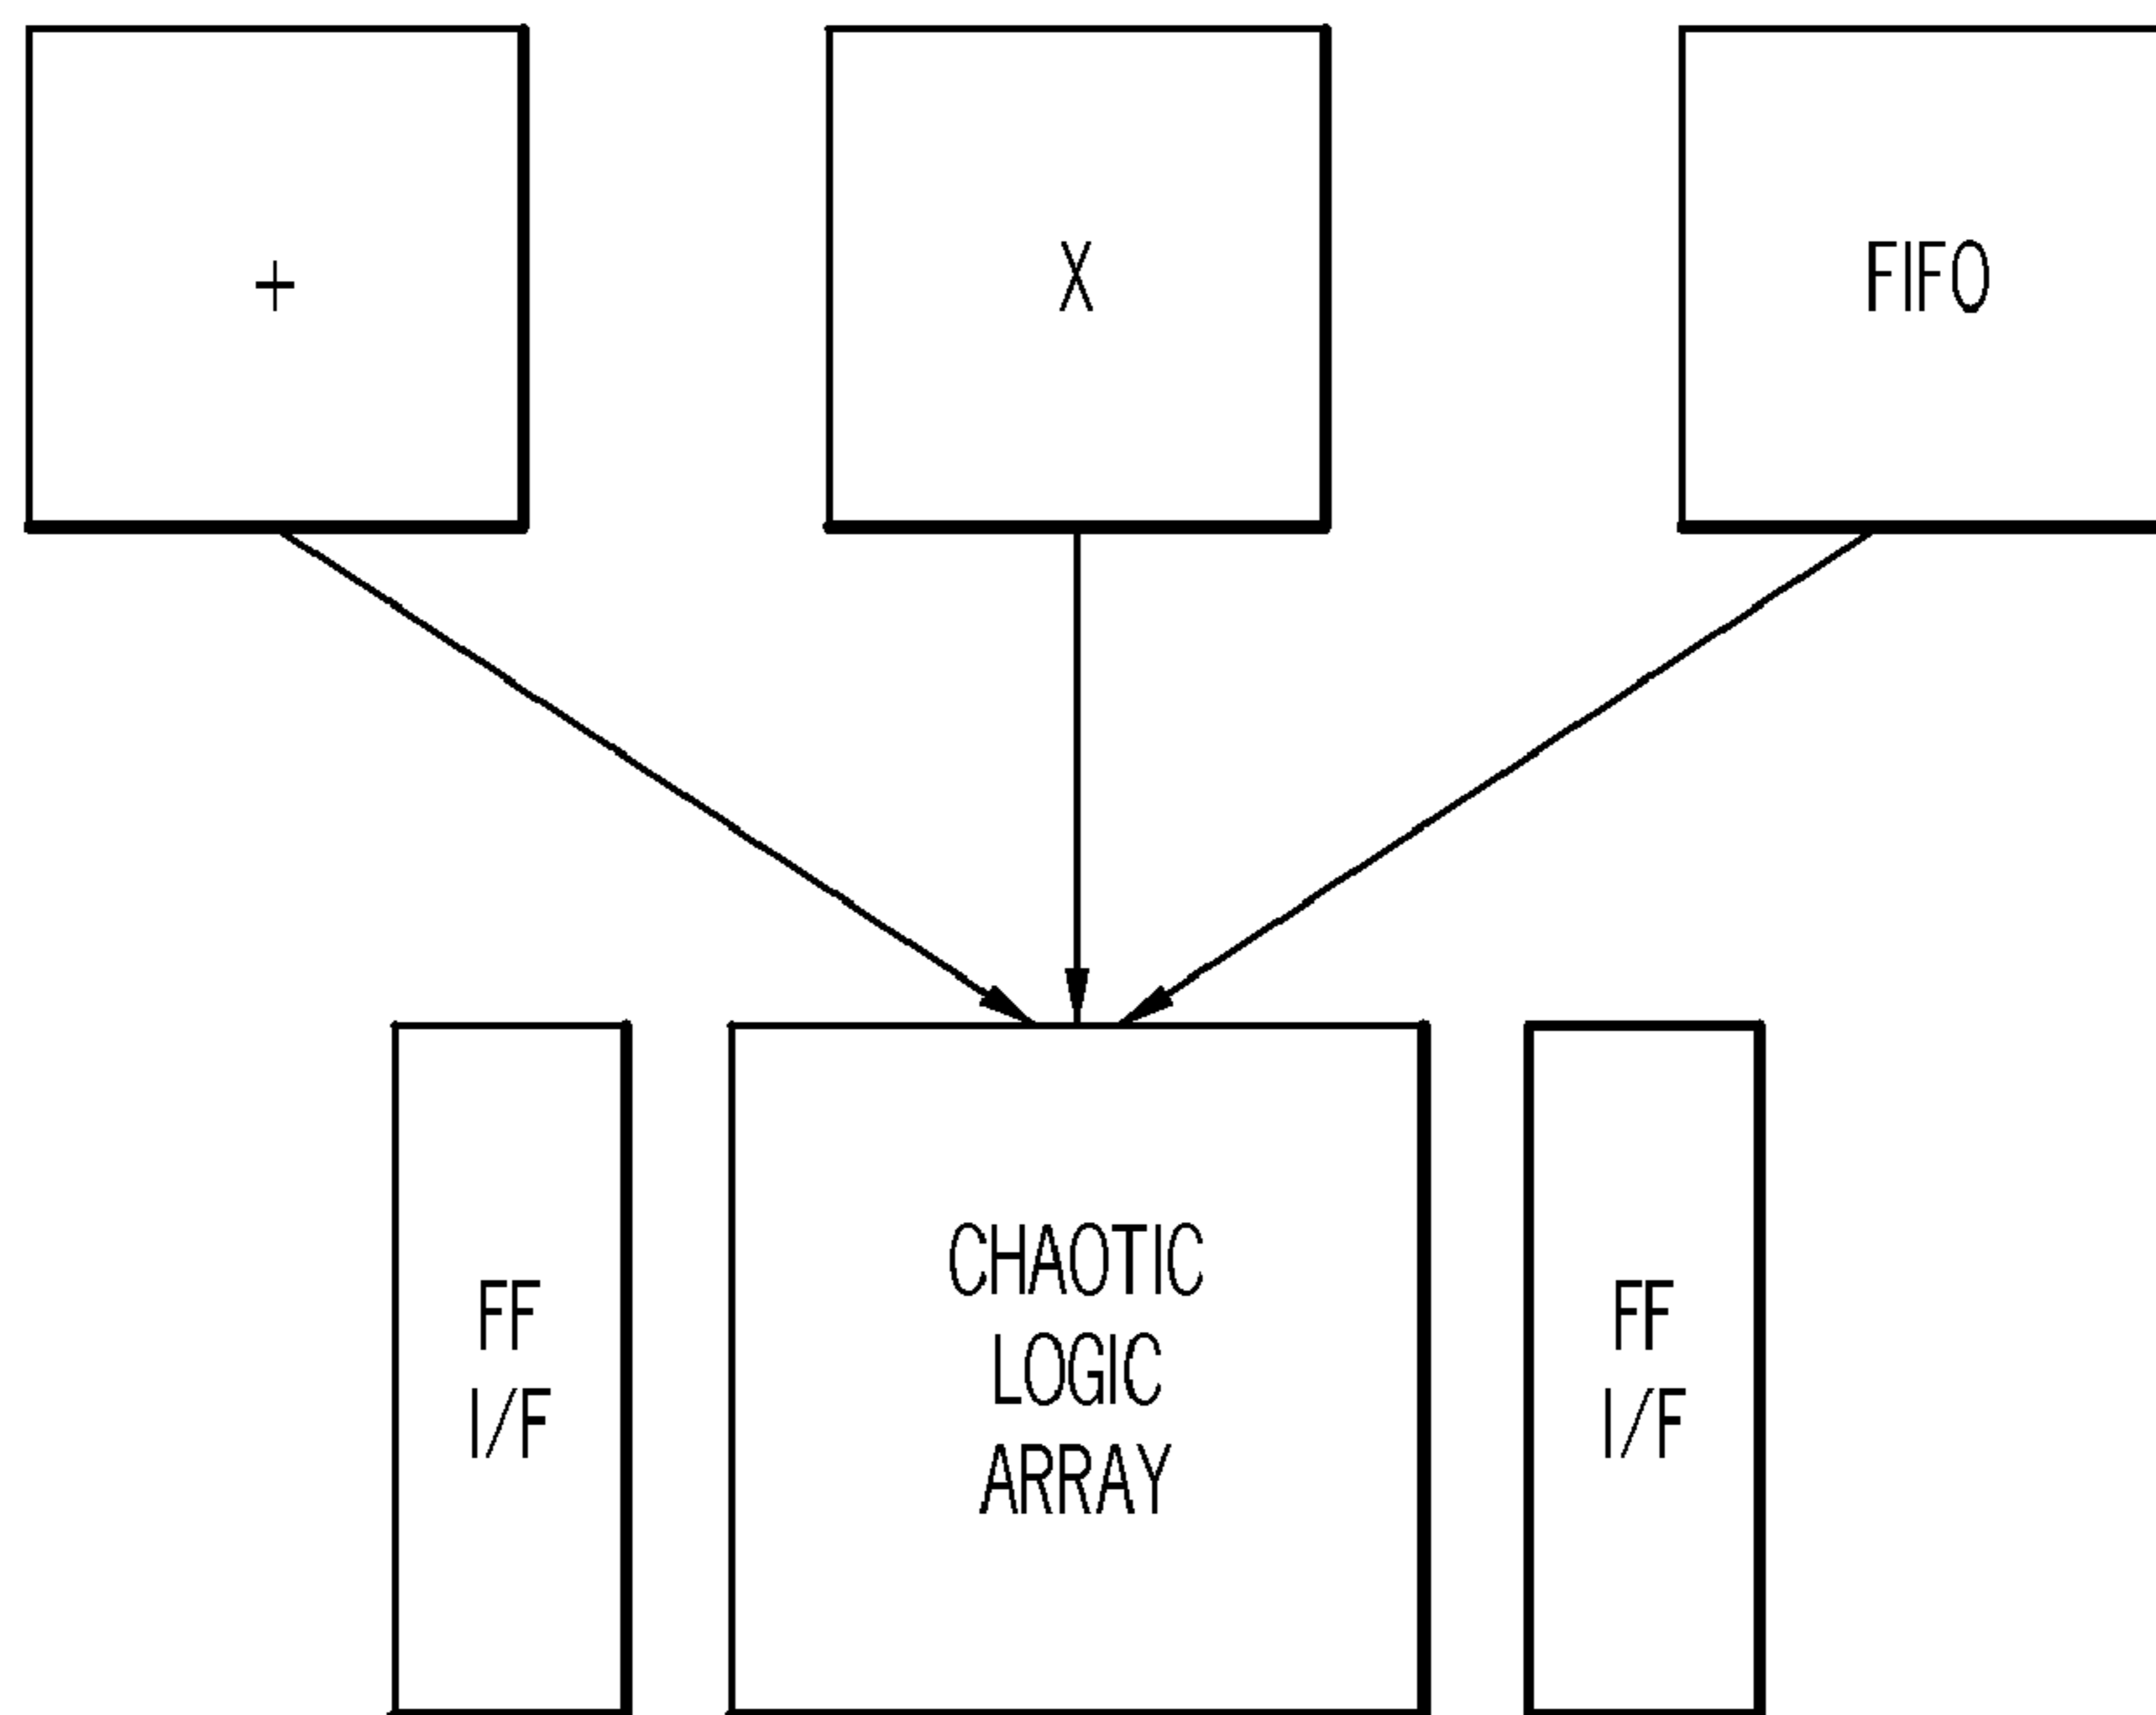 +
X
FIFO
FF
I/F
CHAOTIC
LOGIC
ARRAY
FF
I/F